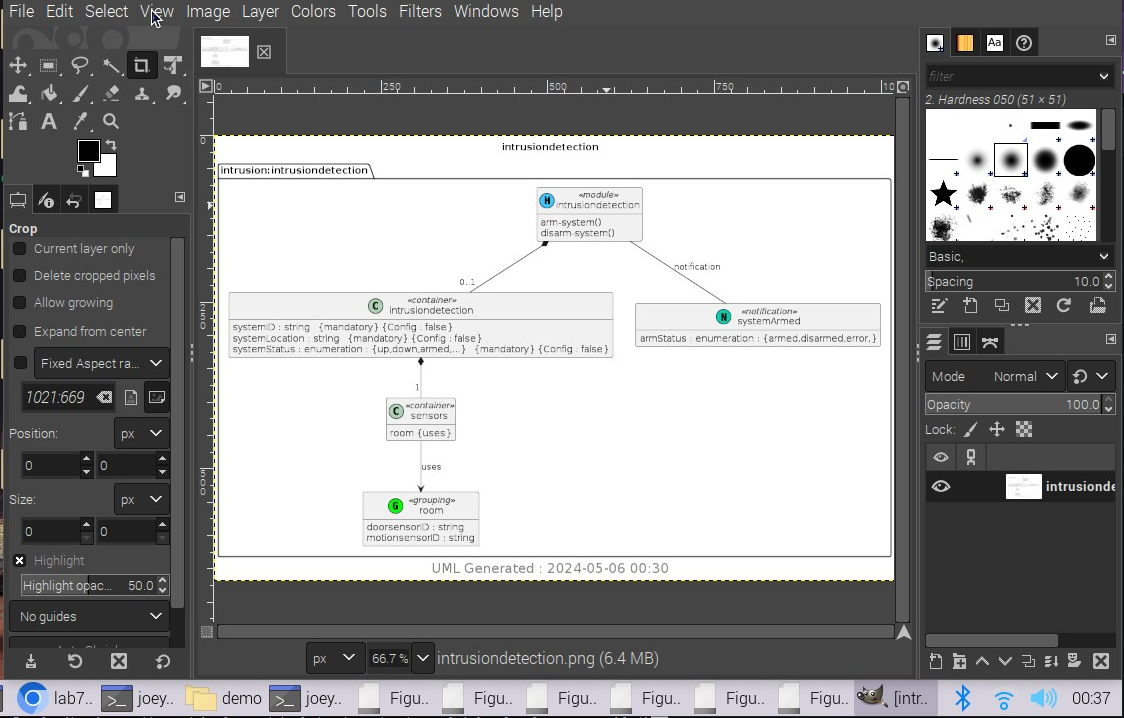 File Edit Select View Image Layer Colors Tools Filters Windows Help
Crop
Current layer only
Delete cropped pixels
Allow growing
Expand from center
Fixed Aspect ra...
1021:669
Position: px
0 0
Size: px
0 0
Highlight
Highlight opac... 50.0
No guides
0 250 500 750 10
0
250
500
intrusiondetection
intrusion:intrusiondetection
«module»
intrusiondetection
arm-system()
disarm-system()
0..1
notification
«container»
intrusiondetection
systemID : string {mandatory} {Config : false}
systemLocation : string {mandatory} {Config : false}
systemStatus : enumeration : {up,down,armed,...} {mandatory} {Config : false}
N
«notification»
systemArmed
armStatus : enumeration : {armed,disarmed,error,}
1
C
«container»
sensors
room {uses}
uses
G
«grouping»
room
doorsensorID : string
motionsensorID : string
UML Generated : 2024-05-06 00:30
px 66.7 % intrusiondetection.png (6.4 MB)
Aa
filter
2. Hardness 050 (51 × 51)
Basic,
Spacing 10.0
Mode Normal
Opacity 100.0
Lock:
intrusionde
lab7.. joey.. demo joey.. Figu.. Figu.. Figu.. Figu.. Figu.. Figu.. [intr.. 00:37